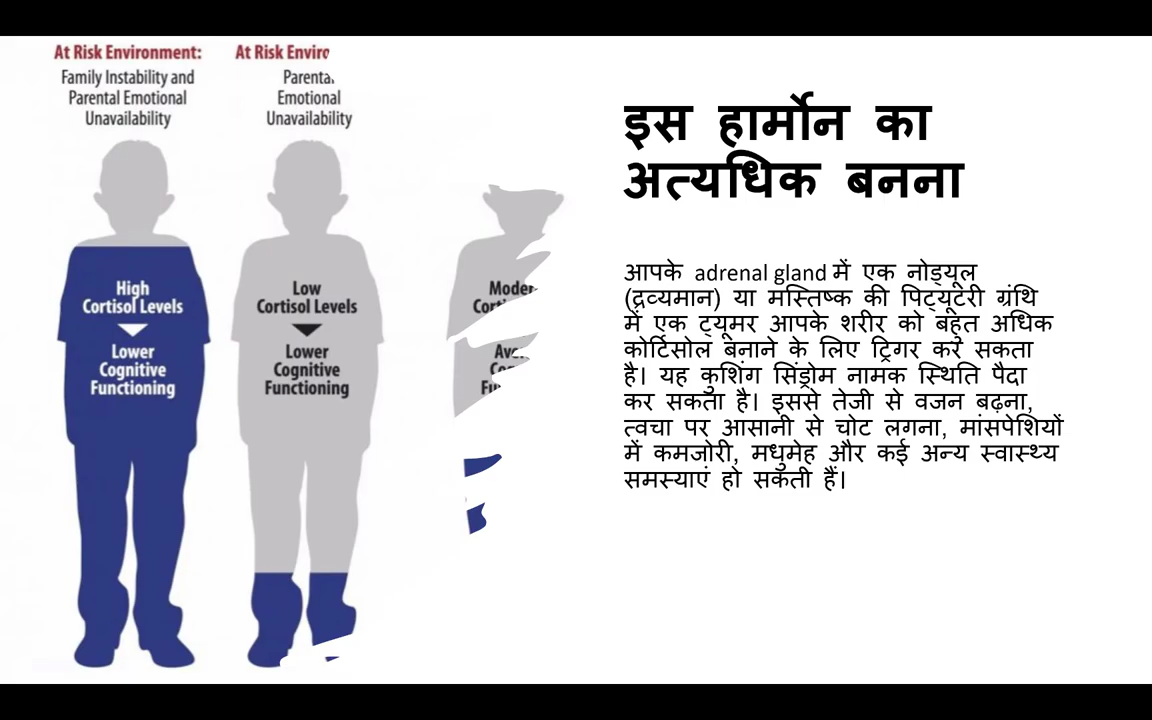 At Risk Environment:
Family Instability and
Parental Emotional
Unavailability
High
Cortisol Levels
Lower
Cognitive
Functioning
At Risk
Emotional
Unavailability
Low
Cortisol Levels
Lower
Cognitive
Functioning
इस हार्मोन का
अत्यधिक बनना
आपके adrenal gland में एक नोड्यूल
(द्रव्यमान) या मस्तिष्क की पिट्यूटरी ग्रंथि
में एक ट्यूमर आपके शरीर को बहुत अधिक
कोर्टिसोल बनाने के लिए ट्रिगर कर सकता
है। यह कुशिंग सिंड्रोम नामक स्थिति पैदा
कर सकता है। इससे तेजी से वजन बढ़ना,
त्वचा पर आसानी से चोट लगना, मांसपेशियों
में कमजोरी, मधुमेह और कई अन्य स्वास्थ्य
समस्याएं हो सकती हैं।